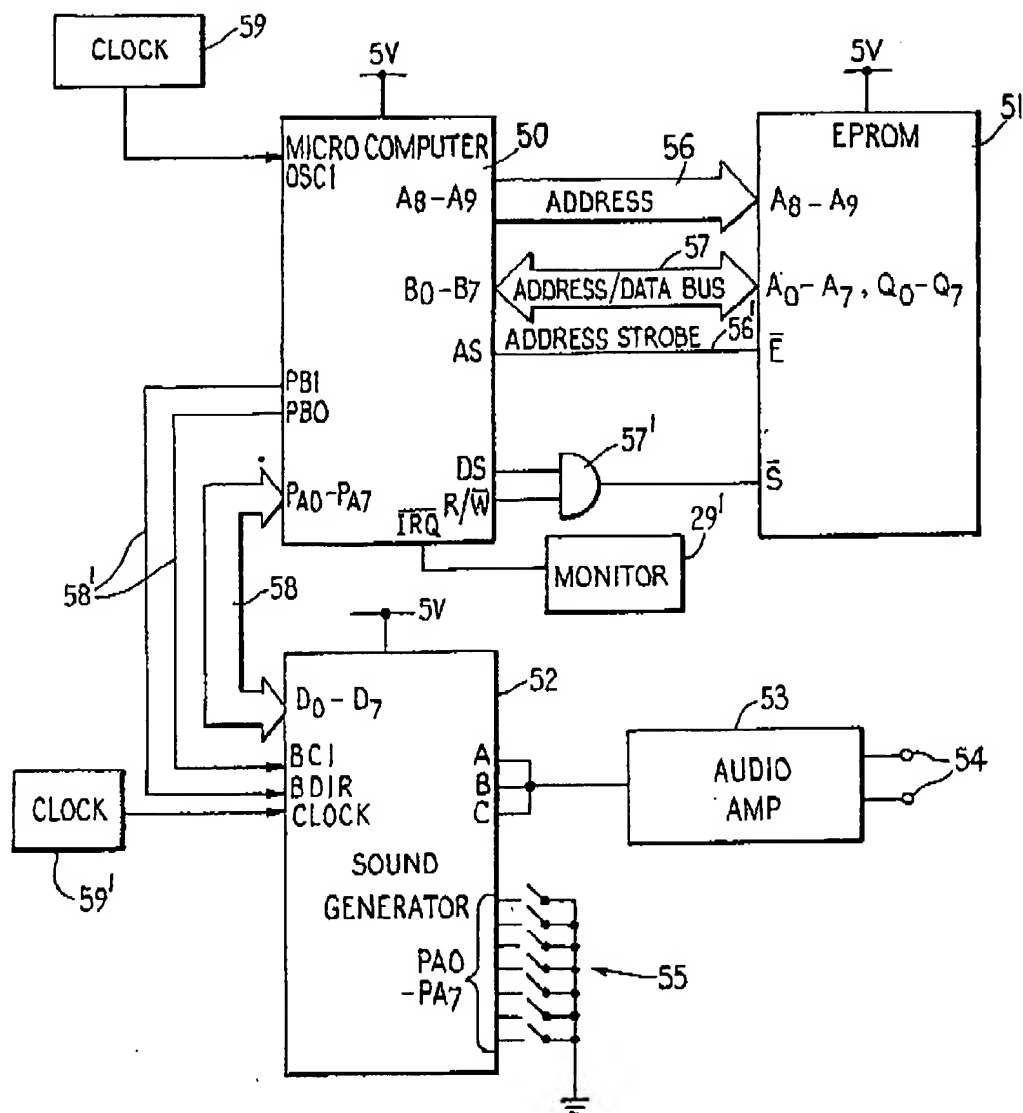 CLOCK
59
5V
MICRO COMPUTER
OSC1
50
A8-A9
56
ADDRESS
5V
51
EPROM
A8-A9
B0-B7
57
ADDRESS/DATA BUS
A0-A7, Q0-Q7
AS
ADDRESS STROBE
56'
E̅
PB1
PB0
PA0-PA7
58'
58
DS
R/W̅
I̅R̅Q̅
57'
S̅
MONITOR
29'
5V
52
D0-D7
BC1
BDIR
CLOCK
CLOCK
59'
A
B
C
53
AUDIO
AMP
54
SOUND
GENERATOR
PA0
-PA7
55